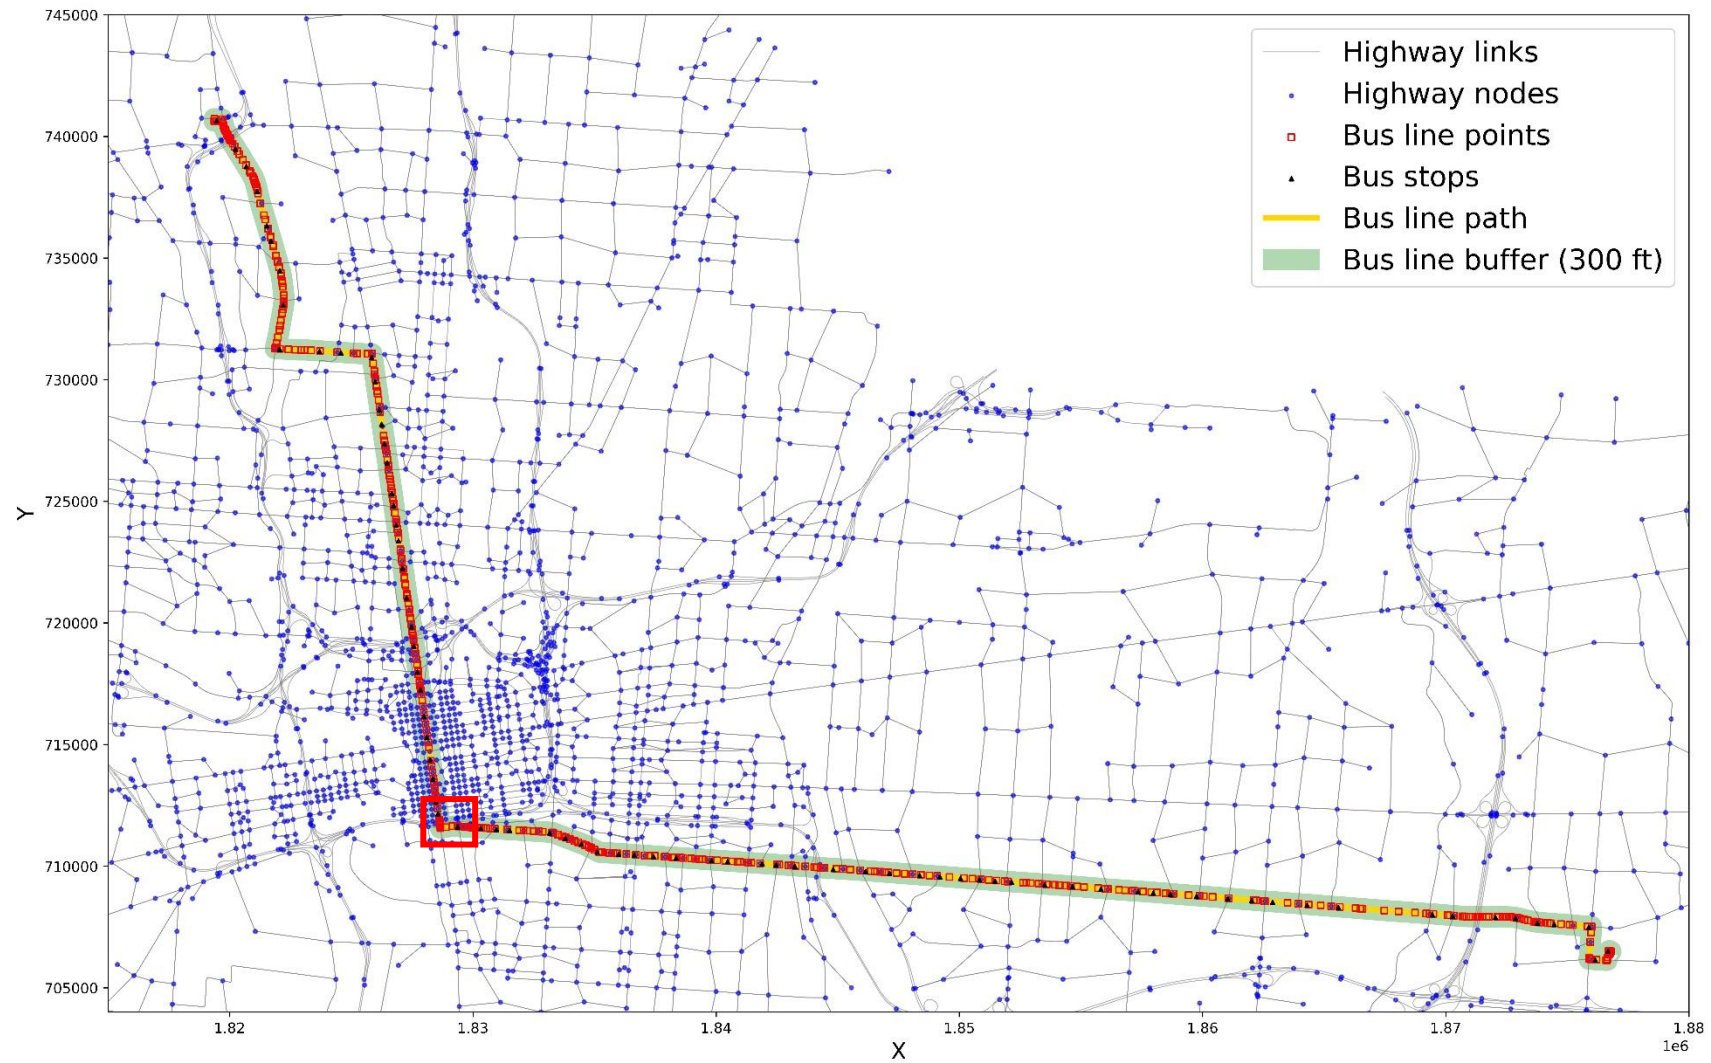 745000
740000
735000
730000
725000
720000
715000
710000
705000
Y
Highway links
Highway nodes
Bus line points
Bus stops
Bus line path
Bus line buffer (300 ft)
1.82 1.83 1.84 1.85 1.86 1.87 1.88
1e6
X